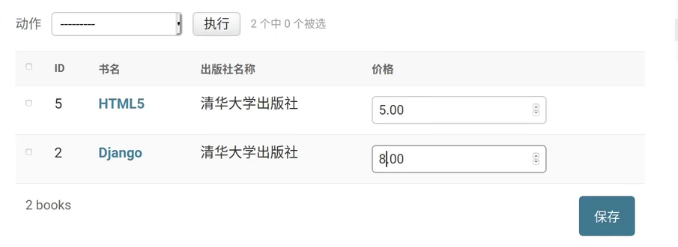 动作 --------- 执行 2 个中 0 个被选
ID 书名 出版社名称 价格
5 HTML5 清华大学出版社 5.00
2 Django 清华大学出版社 8.00
2 books
保存